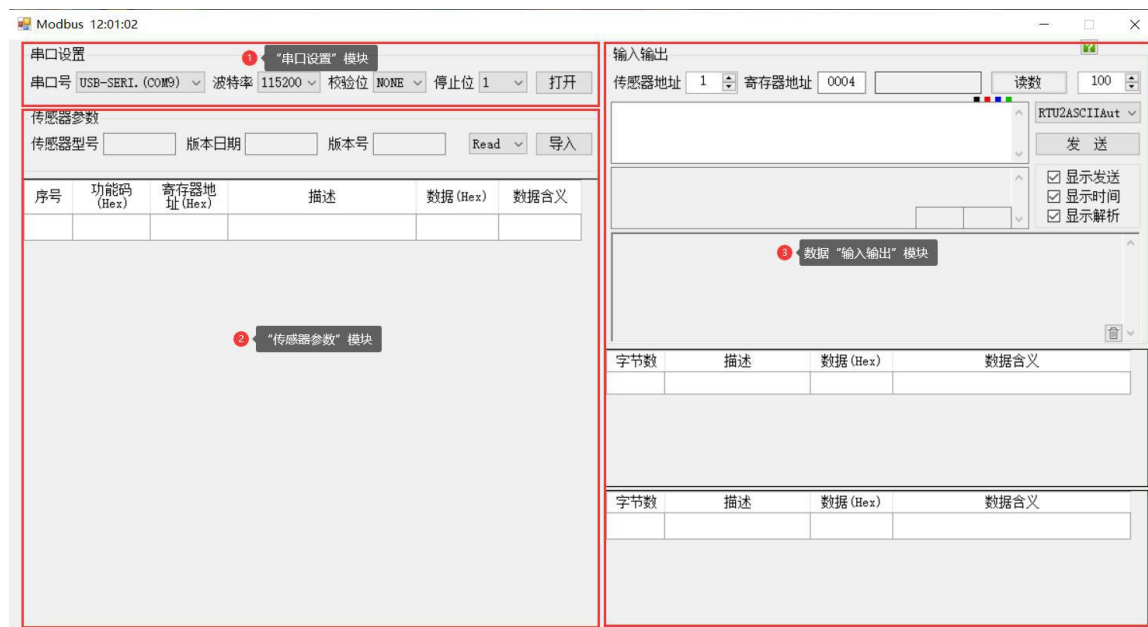 Modbus 12:01:02
串口设置
1 “串口设置”模块
串口号 USB-SERI.(COM9) 波特率 115200 校验位 NONE 停止位 1 打开
传感器参数
传感器型号 版本日期 版本号 Read 导入
序号 功能码(Hex) 寄存器地址(Hex) 描述 数据(Hex) 数据含义
2 “传感器参数”模块
输入输出
传感器地址 1 寄存器地址 0004 读数 100
RTU2ASCIIAut
发 送
显示发送
显示时间
显示解析
3 数据“输入输出”模块
字节数 描述 数据(Hex) 数据含义
字节数 描述 数据(Hex) 数据含义